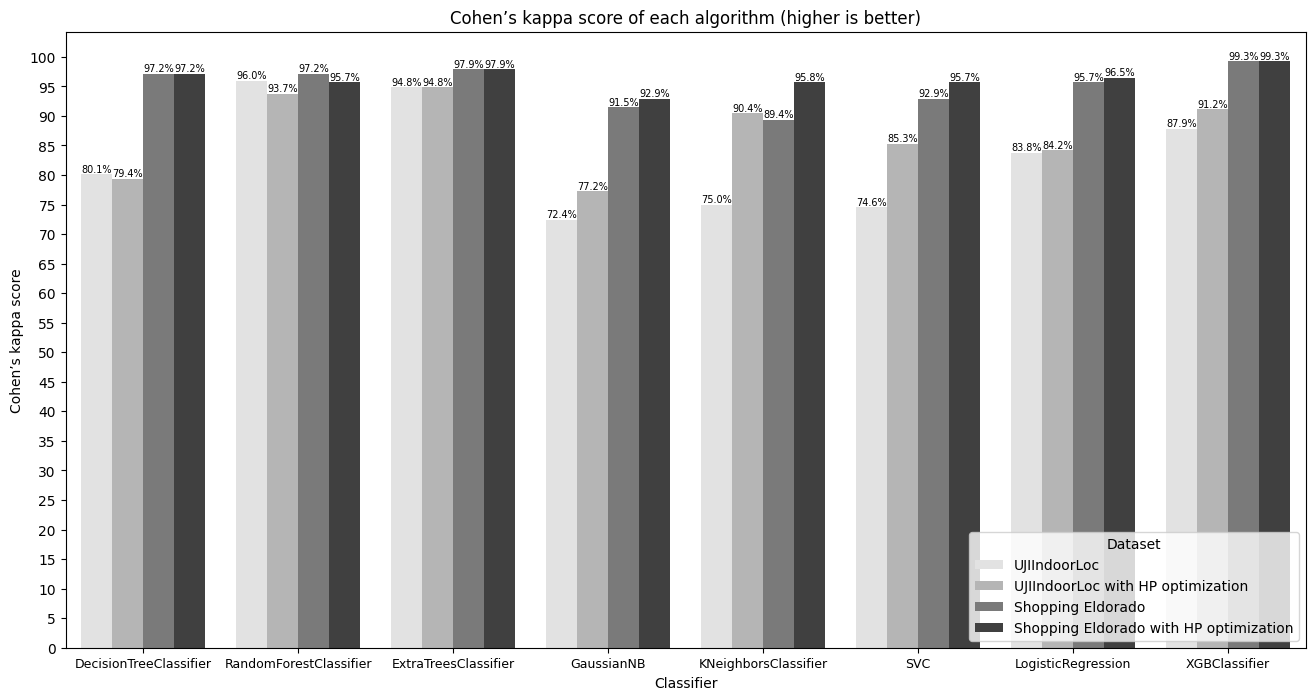 Cohen’s kappa score of each algorithm (higher is better)
Cohen’s kappa score
100
95
90
85
80
75
70
65
60
55
50
45
40
35
30
25
20
15
10
5
0
80.1% 79.4% 97.2% 97.2%
96.0% 93.7% 97.2% 95.7%
94.8% 94.8% 97.9% 97.9%
72.4% 77.2% 91.5% 92.9%
75.0% 90.4% 89.4% 95.8%
74.6% 85.3% 92.9% 95.7%
83.8% 84.2% 95.7% 96.5%
87.9% 91.2% 99.3% 99.3%
Dataset
UJIIndoorLoc
UJIIndoorLoc with HP optimization
Shopping Eldorado
Shopping Eldorado with HP optimization
DecisionTreeClassifier RandomForestClassifier ExtraTreesClassifier GaussianNB KNeighborsClassifier SVC LogisticRegression XGBClassifier
Classifier